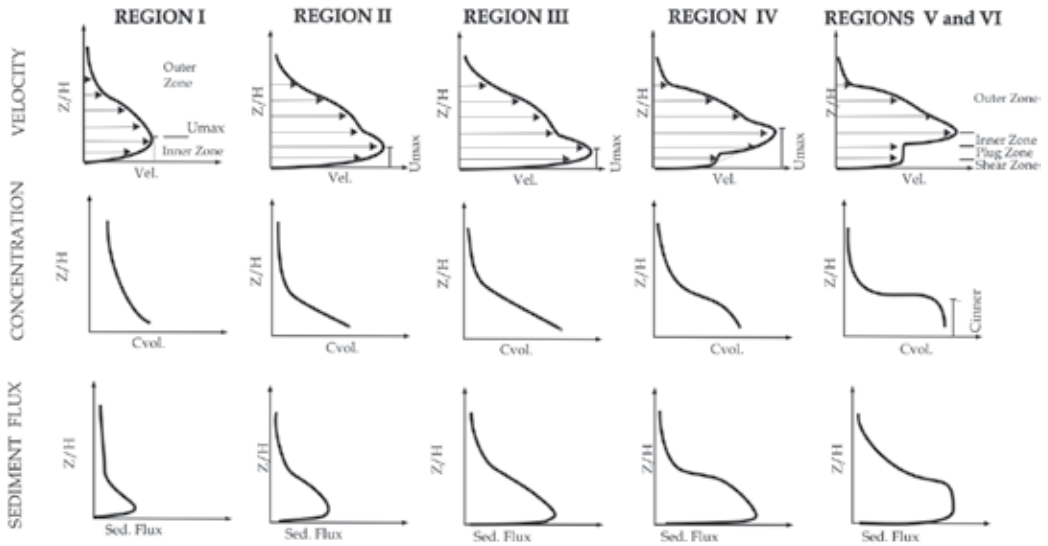 REGION I REGION II REGION III REGION IV REGIONS V and VI
VELOCITY
Z/H
Outer
Zone
Umax
Inner Zone
Vel.
Z/H
Umax
Vel.
Z/H
Umax
Vel.
Z/H
Umax
Vel.
Z/H
Outer Zone
Inner Zone
Plug Zone
Shear Zone
Vel.
CONCENTRATION
Z/H
Cvol.
Z/H
Cvol.
Z/H
Cvol.
Z/H
Cvol.
Z/H
Cinner
Cvol.
SEDIMENT FLUX
Z/H
Sed. Flux
Z/H
Sed. Flux
Z/H
Sed. Flux
Z/H
Sed. Flux
Z/H
Sed. Flux